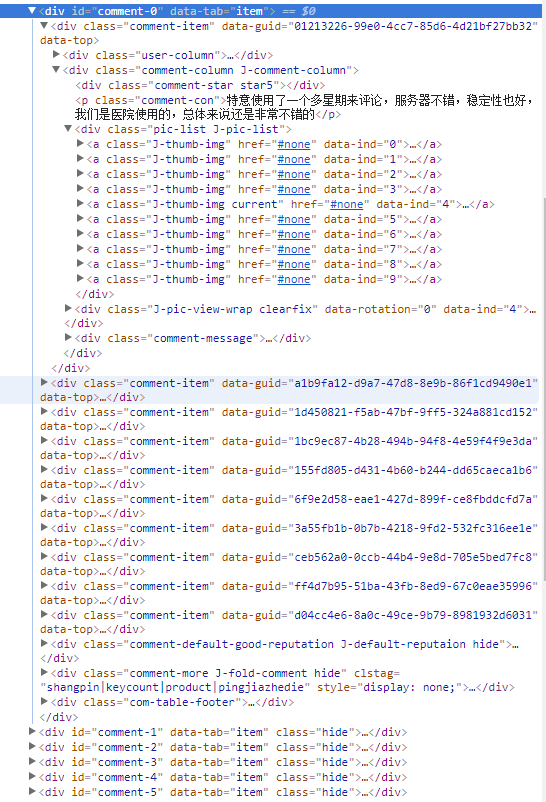 <div id="comment-0" data-tab="item"> == $0
<div class="comment-item" data-guid="01213226-99e0-4cc7-85d6-4d21bf27bb32"
data-top>
<div class="user-column">…</div>
<div class="comment-column J-comment-column">
<div class="comment-star star5"></div>
<p class="comment-con">特意使用了一个多星期来评论，服务器不错，稳定性也好，
我们是医院使用的，总体来说还是非常不错的</p>
<div class="pic-list J-pic-list">
<a class="J-thumb-img" href="#none" data-ind="0">…</a>
<a class="J-thumb-img" href="#none" data-ind="1">…</a>
<a class="J-thumb-img" href="#none" data-ind="2">…</a>
<a class="J-thumb-img" href="#none" data-ind="3">…</a>
<a class="J-thumb-img current" href="#none" data-ind="4">…</a>
<a class="J-thumb-img" href="#none" data-ind="5">…</a>
<a class="J-thumb-img" href="#none" data-ind="6">…</a>
<a class="J-thumb-img" href="#none" data-ind="7">…</a>
<a class="J-thumb-img" href="#none" data-ind="8">…</a>
<a class="J-thumb-img" href="#none" data-ind="9">…</a>
</div>
<div class="J-pic-view-wrap clearfix" data-rotation="0" data-ind="4">…
</div>
<div class="comment-message">…</div>
</div>
</div>
<div class="comment-item" data-guid="a1b9fa12-d9a7-47d8-8e9b-86f1cd9490e1"
data-top>…</div>
<div class="comment-item" data-guid="1d450821-f5ab-47bf-9ff5-324a881cd152"
data-top>…</div>
<div class="comment-item" data-guid="1bc9ec87-4b28-494b-94f8-4e59f4f9e3da"
data-top>…</div>
<div class="comment-item" data-guid="155fd805-d431-4b60-b244-dd65caeca1b6"
data-top>…</div>
<div class="comment-item" data-guid="6f9e2d58-eae1-427d-899f-ce8fbddcfd7a"
data-top>…</div>
<div class="comment-item" data-guid="3a55fb1b-0b7b-4218-9fd2-532fc316ee1e"
data-top>…</div>
<div class="comment-item" data-guid="ceb562a0-0ccb-44b4-9e8d-705e5bed7fc8"
data-top>…</div>
<div class="comment-item" data-guid="ff4d7b95-51ba-43fb-8ed9-67c0eae35996"
data-top>…</div>
<div class="comment-item" data-guid="d04cc4e6-8a0c-49ce-9b79-8981932d6031"
data-top>…</div>
<div class="comment-default-good-reputation J-default-reputaion hide">…
</div>
<div class="comment-more J-fold-comment hide" clstag=
"shangpin|keycount|product|pingjiazhedie" style="display: none;">…</div>
<div class="com-table-footer">…</div>
</div>
<div id="comment-1" data-tab="item" class="hide">…</div>
<div id="comment-2" data-tab="item" class="hide">…</div>
<div id="comment-3" data-tab="item" class="hide">…</div>
<div id="comment-4" data-tab="item" class="hide">…</div>
<div id="comment-5" data-tab="item" class="hide">…</div>